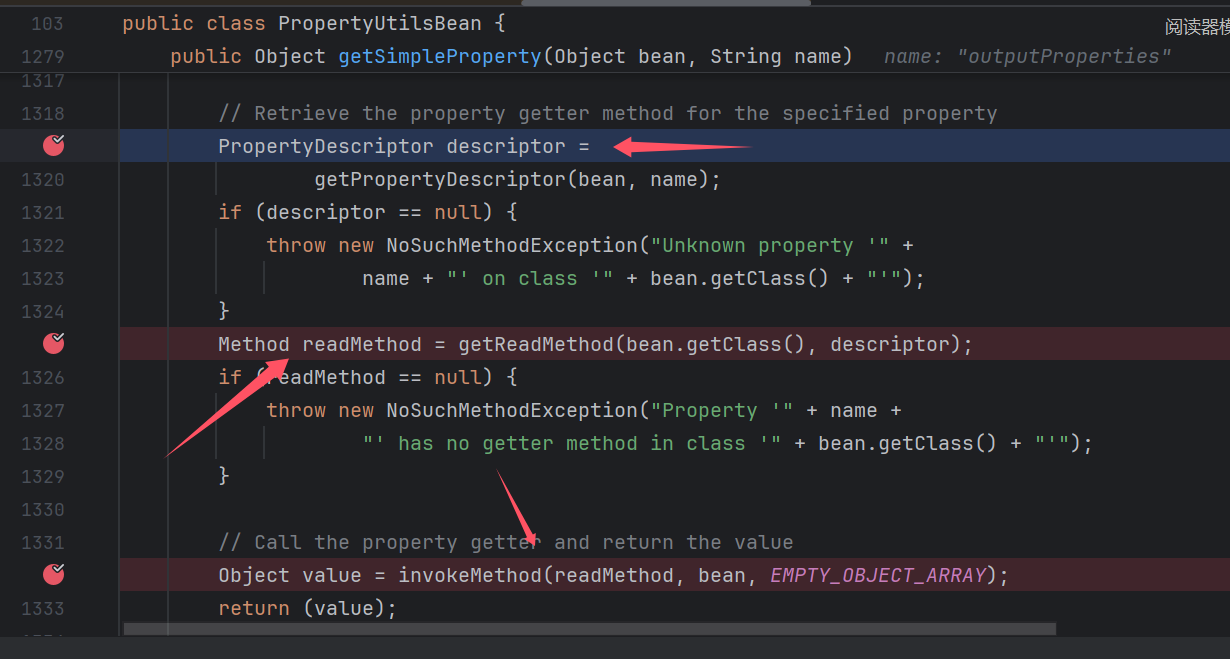 103 public class PropertyUtilsBean {
阅读器模
1279 public Object getSimpleProperty(Object bean, String name) name: "outputProperties"
1317
1318 // Retrieve the property getter method for the specified property
PropertyDescriptor descriptor =
1320 getPropertyDescriptor(bean, name);
1321 if (descriptor == null) {
1322 throw new NoSuchMethodException("Unknown property '" +
1323 name + "' on class '" + bean.getClass() + "'");
1324 }
Method readMethod = getReadMethod(bean.getClass(), descriptor);
1326 if (readMethod == null) {
1327 throw new NoSuchMethodException("Property '" + name +
1328 "' has no getter method in class '" + bean.getClass() + "'");
1329 }
1330
1331 // Call the property getter and return the value
Object value = invokeMethod(readMethod, bean, EMPTY_OBJECT_ARRAY);
1333 return (value);